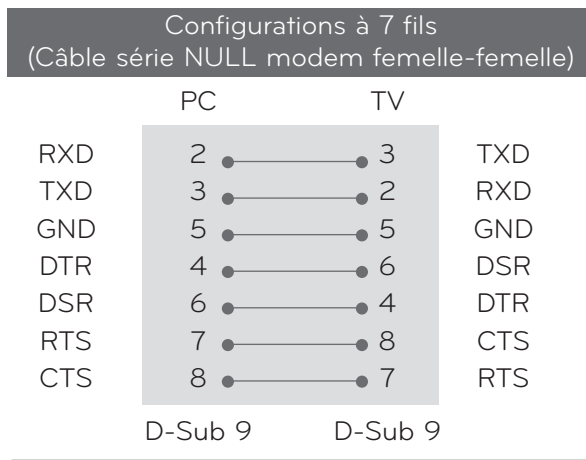 Configurations à 7 fils
(Câble série NULL modem femelle-femelle)
PC TV
RXD 2 3 TXD
TXD 3 2 RXD
GND 5 5 GND
DTR 4 6 DSR
DSR 6 4 DTR
RTS 7 8 CTS
CTS 8 7 RTS
D-Sub 9 D-Sub 9